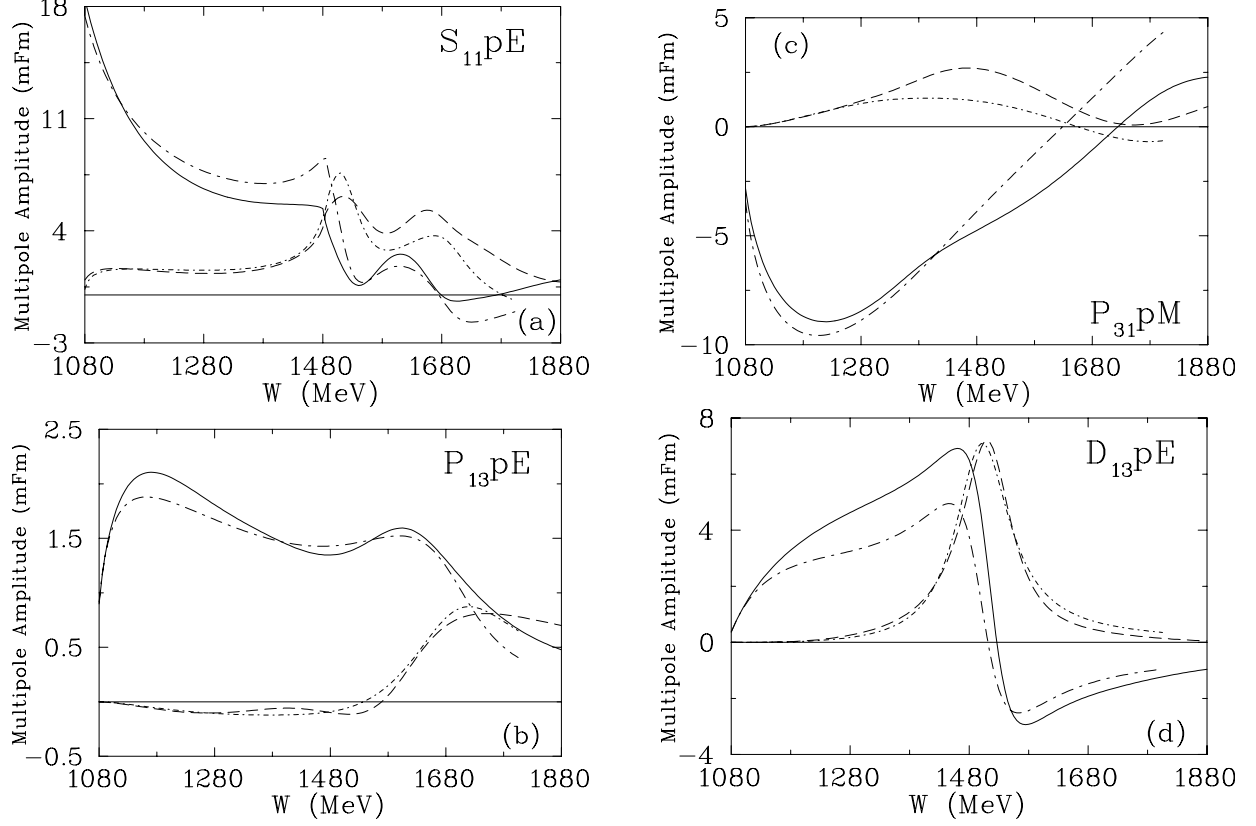 18
11
4
−3
Multipole Amplitude (mFm)
S₁₁pE
(a)
1080 1280 1480 1680 1880
W (MeV)
5
0
−5
−10
Multipole Amplitude (mFm)
(c)
P₃₁pM
1080 1280 1480 1680 1880
W (MeV)
2.5
1.5
0.5
−0.5
Multipole Amplitude (mFm)
P₁₃pE
(b)
1080 1280 1480 1680 1880
W (MeV)
8
4
0
−4
Multipole Amplitude (mFm)
D₁₃pE
(d)
1080 1280 1480 1680 1880
W (MeV)